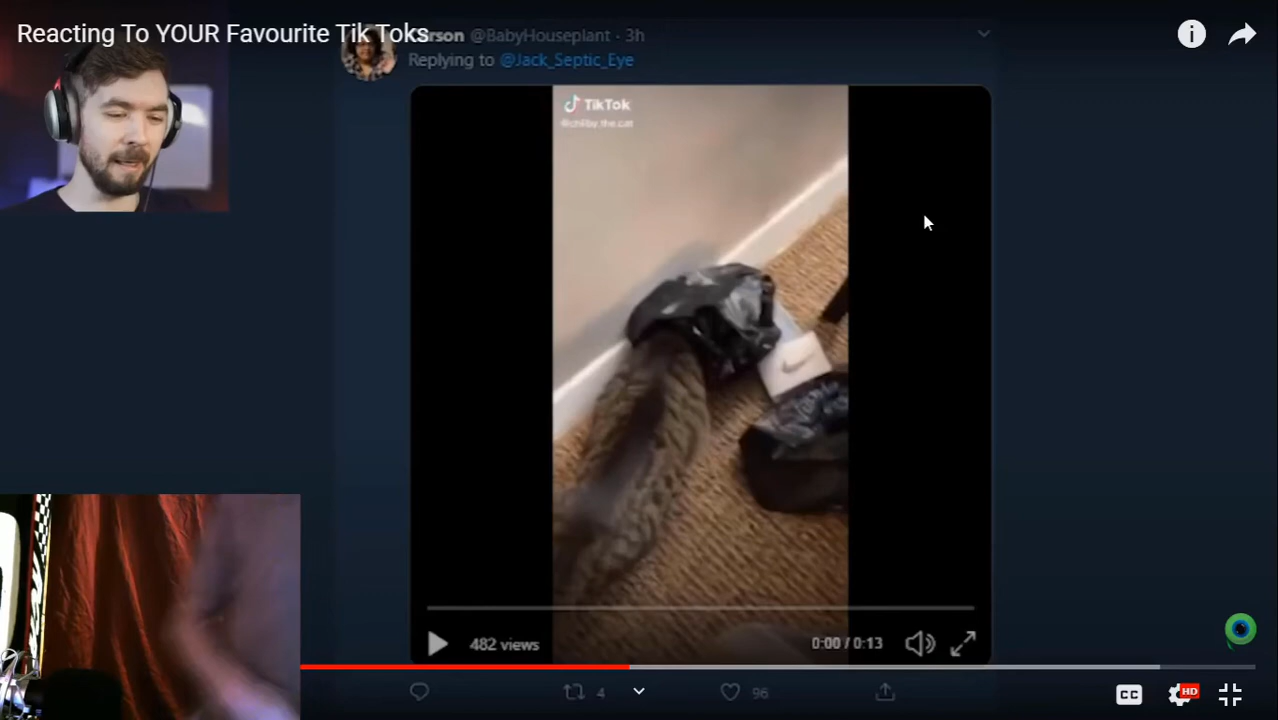 Reacting To YOUR Favourite Tik Toks
@BabyHouseplant · 3h
Replying to @Jack_Septic_Eye
TikTok
482 views
0:00 / 0:13
4
96
CC
HD